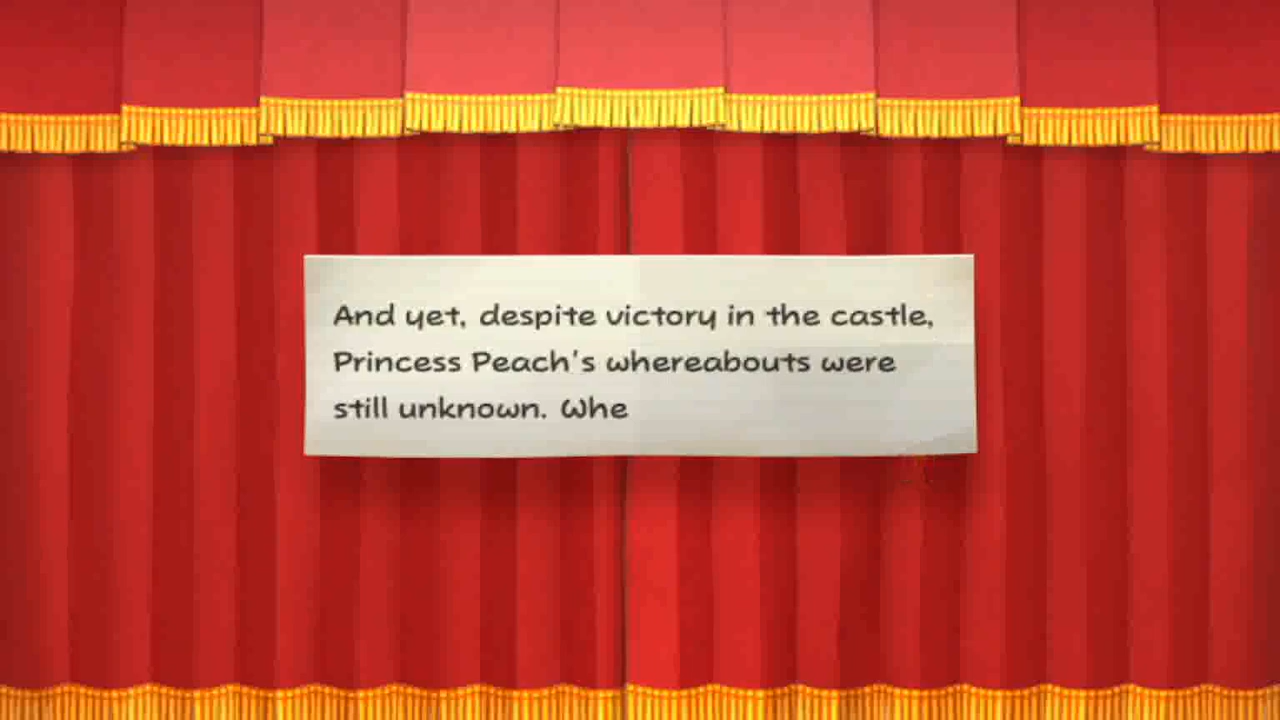 And yet, despite victory in the castle,
Princess Peach's whereabouts were
still unknown. Whe